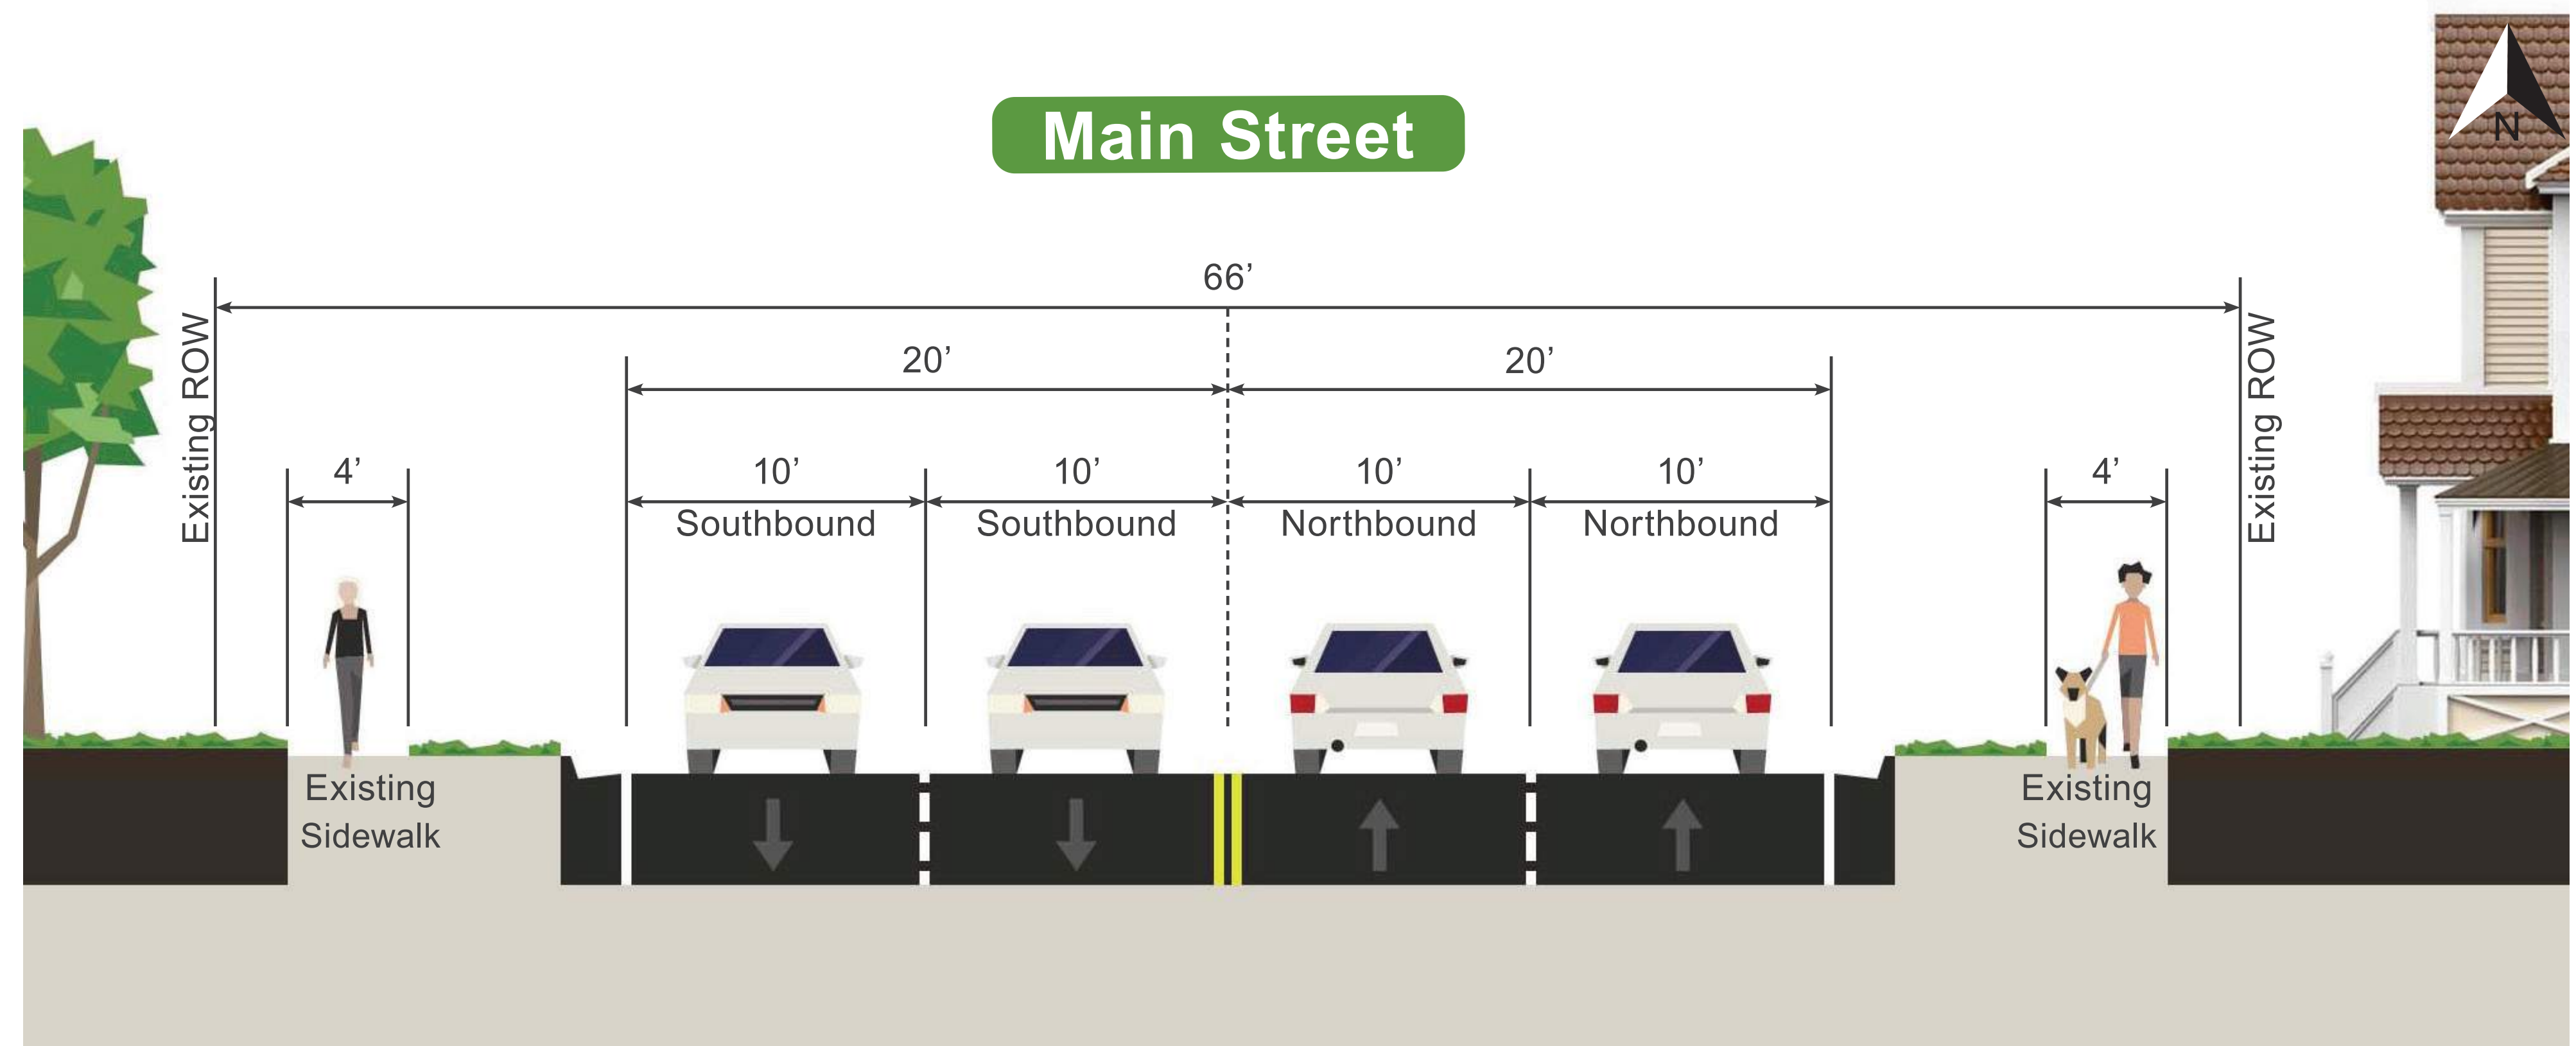 Main Street
N
66’
20’ 20’
Existing ROW
Existing ROW
4’ 10’ 10’ 10’ 10’ 4’
Southbound Southbound Northbound Northbound
Existing
Sidewalk
Existing
Sidewalk